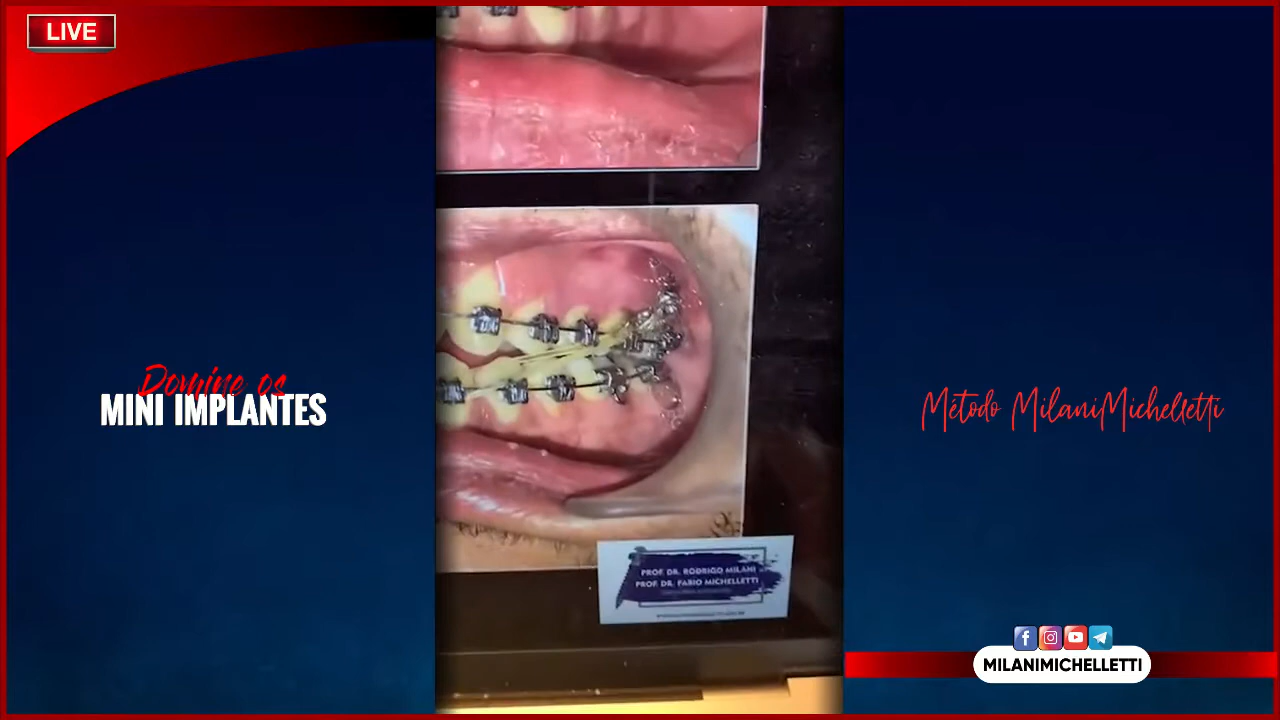 LIVE
Domine os
MINI IMPLANTES
Método MilaniMichelletti
PROF. DR. RODRIGO MILANI
PROF. DR. FABIO MICHELLETTI
MILANIMICHELLETTI